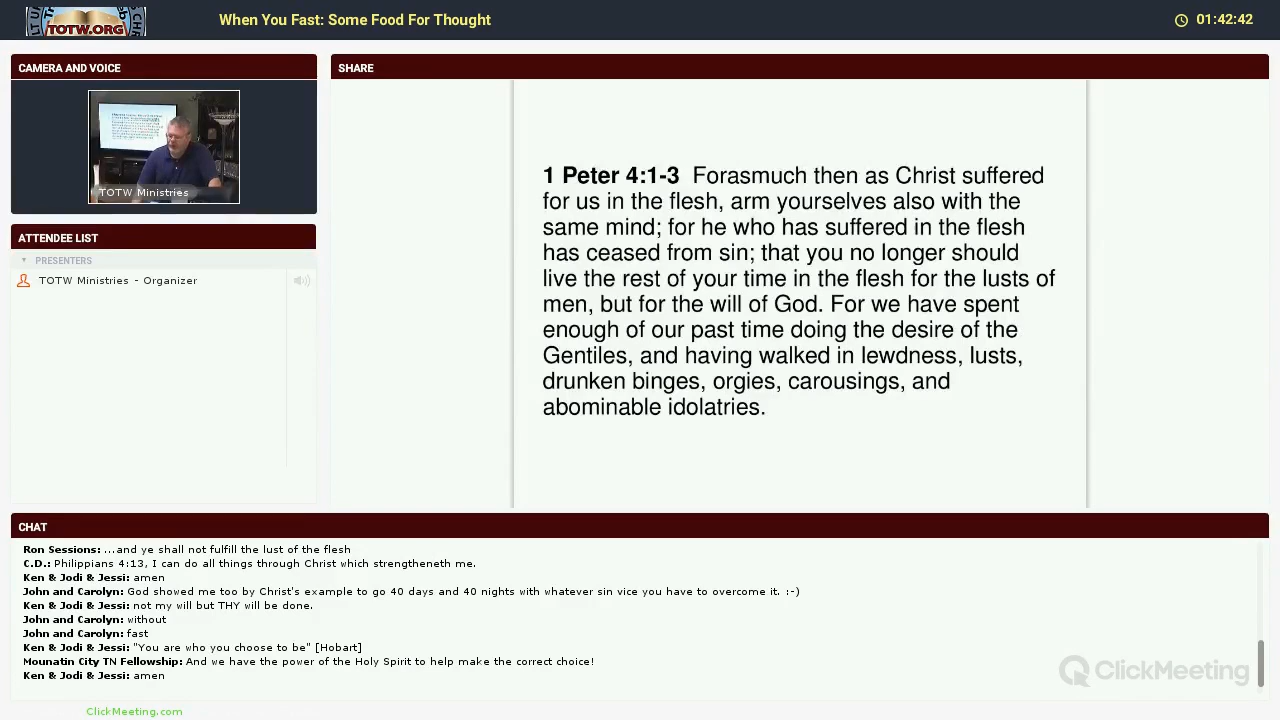 TOTW.ORG
When You Fast: Some Food For Thought
01:42:42
CAMERA AND VOICE
TOTW Ministries
ATTENDEE LIST
PRESENTERS
TOTW Ministries - Organizer
SHARE
1 Peter 4:1-3 Forasmuch then as Christ suffered
for us in the flesh, arm yourselves also with the
same mind; for he who has suffered in the flesh
has ceased from sin; that you no longer should
live the rest of your time in the flesh for the lusts of
men, but for the will of God. For we have spent
enough of our past time doing the desire of the
Gentiles, and having walked in lewdness, lusts,
drunken binges, orgies, carousings, and
abominable idolatries.
CHAT
Ron Sessions: ...and ye shall not fulfill the lust of the flesh
C.D.: Philippians 4:13, I can do all things through Christ which strengtheneth me.
Ken & Jodi & Jessi: amen
John and Carolyn: God showed me too by Christ's example to go 40 days and 40 nights with whatever sin vice you have to overcome it. :-)
Ken & Jodi & Jessi: not my will but THY will be done.
John and Carolyn: without
John and Carolyn: fast
Ken & Jodi & Jessi: "You are who you choose to be" [Hobart]
Mounatin City TN Fellowship: And we have the power of the Holy Spirit to help make the correct choice!
Ken & Jodi & Jessi: amen
ClickMeeting
ClickMeeting.com